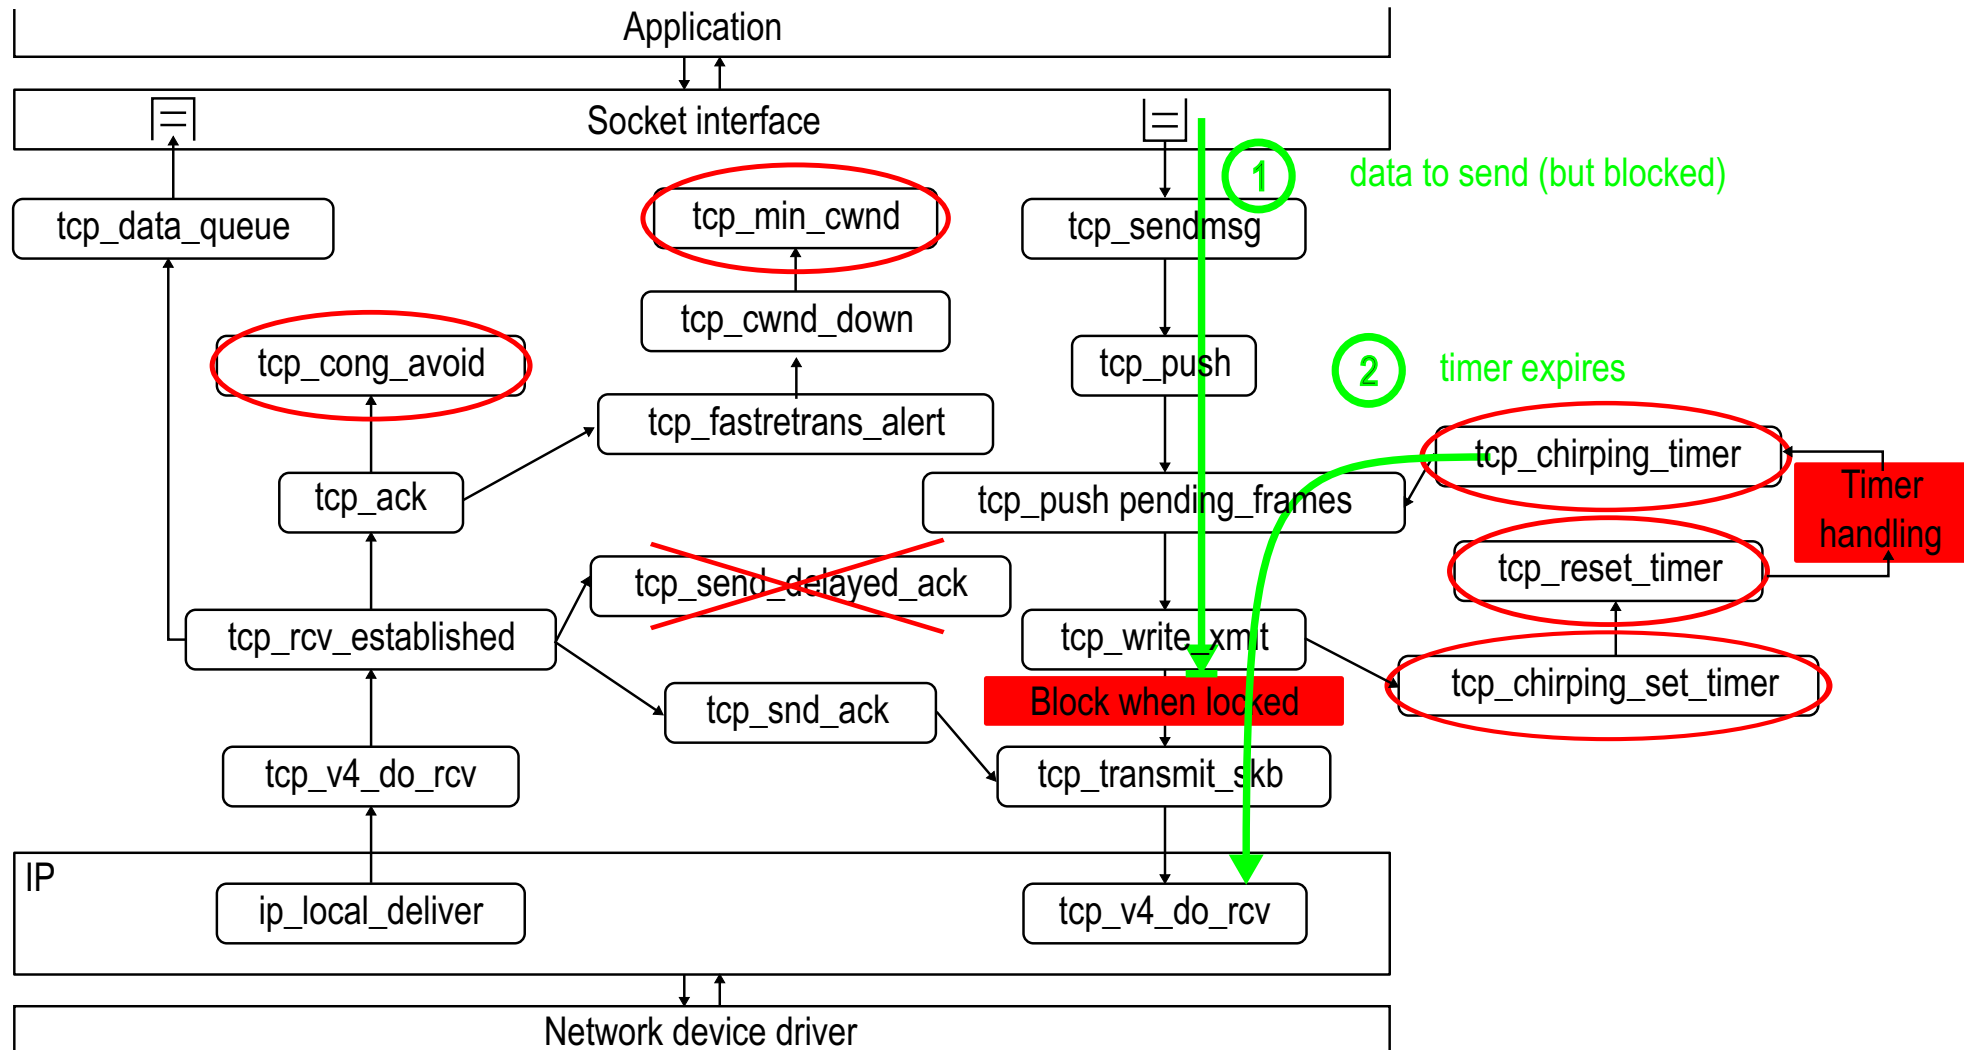 Application
Socket interface
1
data to send (but blocked)
tcp_min_cwnd
tcp_data_queue
tcp_sendmsg
tcp_cwnd_down
tcp_cong_avoid
tcp_push
2
timer expires
tcp_fastretrans_alert
tcp_chirping_timer
tcp_ack
tcp_push pending_frames
Timer
handling
tcp_send_delayed_ack
tcp_reset_timer
tcp_rcv_established
tcp_write_xmit
tcp_chirping_set_timer
tcp_snd_ack
Block when locked
tcp_v4_do_rcv
tcp_transmit_skb
IP
ip_local_deliver
tcp_v4_do_rcv
Network device driver